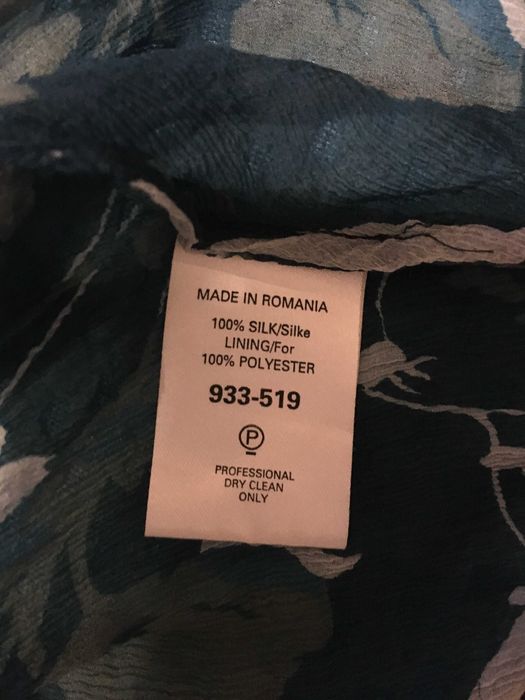 MADE IN ROMANIA
100% SILK/Silke
LINING/For
100% POLYESTER
933-519
P
PROFESSIONAL
DRY CLEAN
ONLY